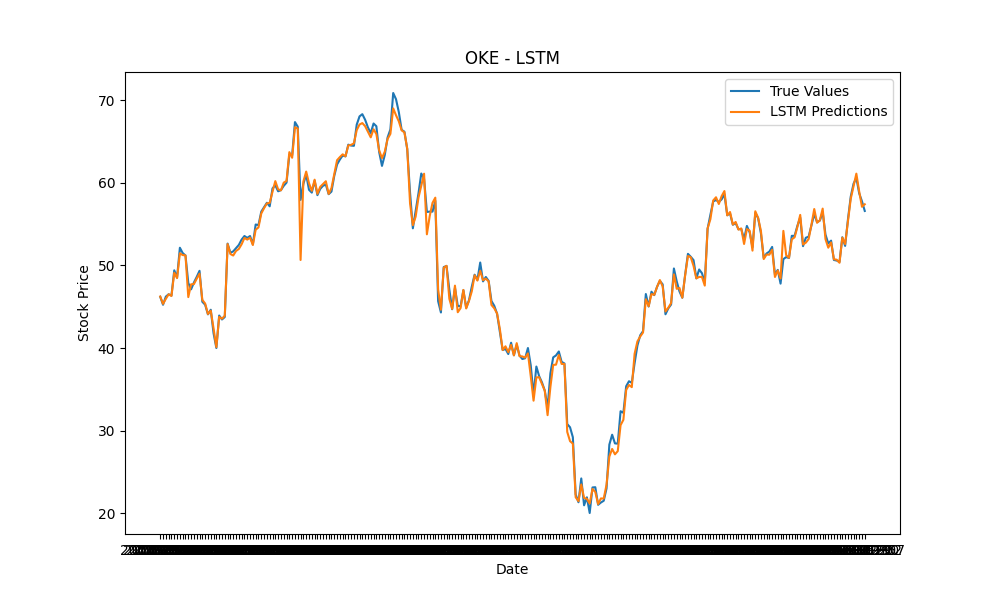 OKE - LSTM
True Values
LSTM Predictions
Stock Price
70
60
50
40
30
20
Date